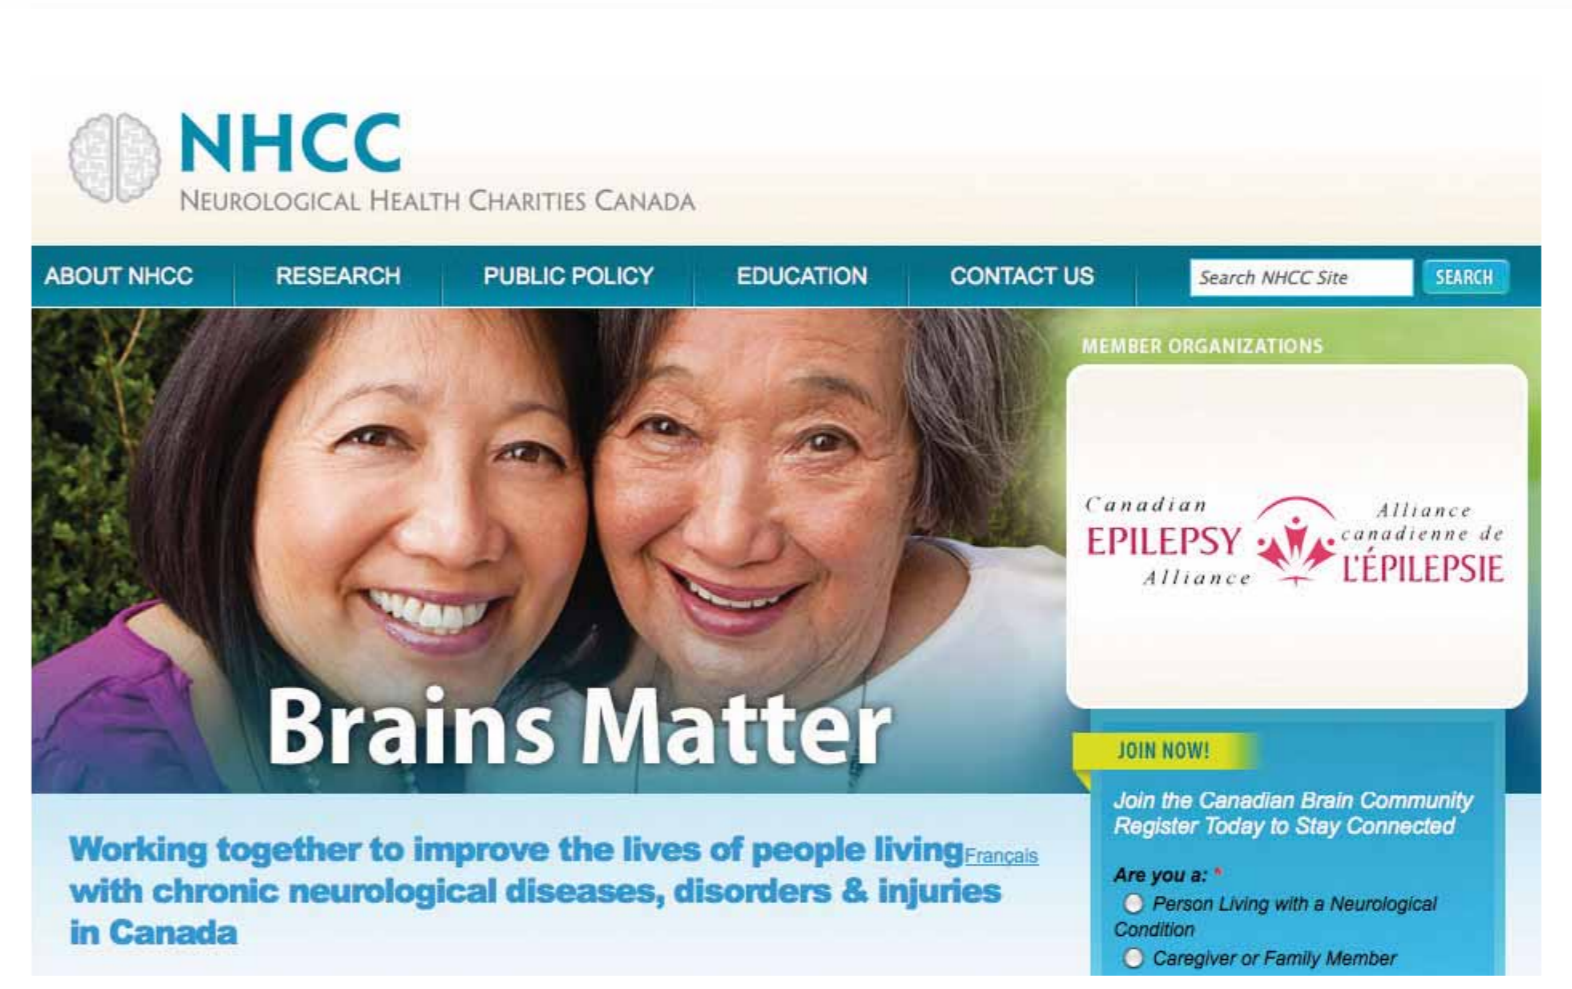 NHCC
NEUROLOGICAL HEALTH CHARITIES CANADA
ABOUT NHCC
RESEARCH
PUBLIC POLICY
EDUCATION
CONTACT US
Search NHCC Site
SEARCH
MEMBER ORGANIZATIONS
Canadian
EPILEPSY
Alliance
Alliance
canadienne de
L'ÉPILEPSIE
Brains Matter
JOIN NOW!
Join the Canadian Brain Community
Register Today to Stay Connected
Are you a: *
Person Living with a Neurological
Condition
Caregiver or Family Member
Working together to improve the lives of people living Français
with chronic neurological diseases, disorders & injuries
in Canada